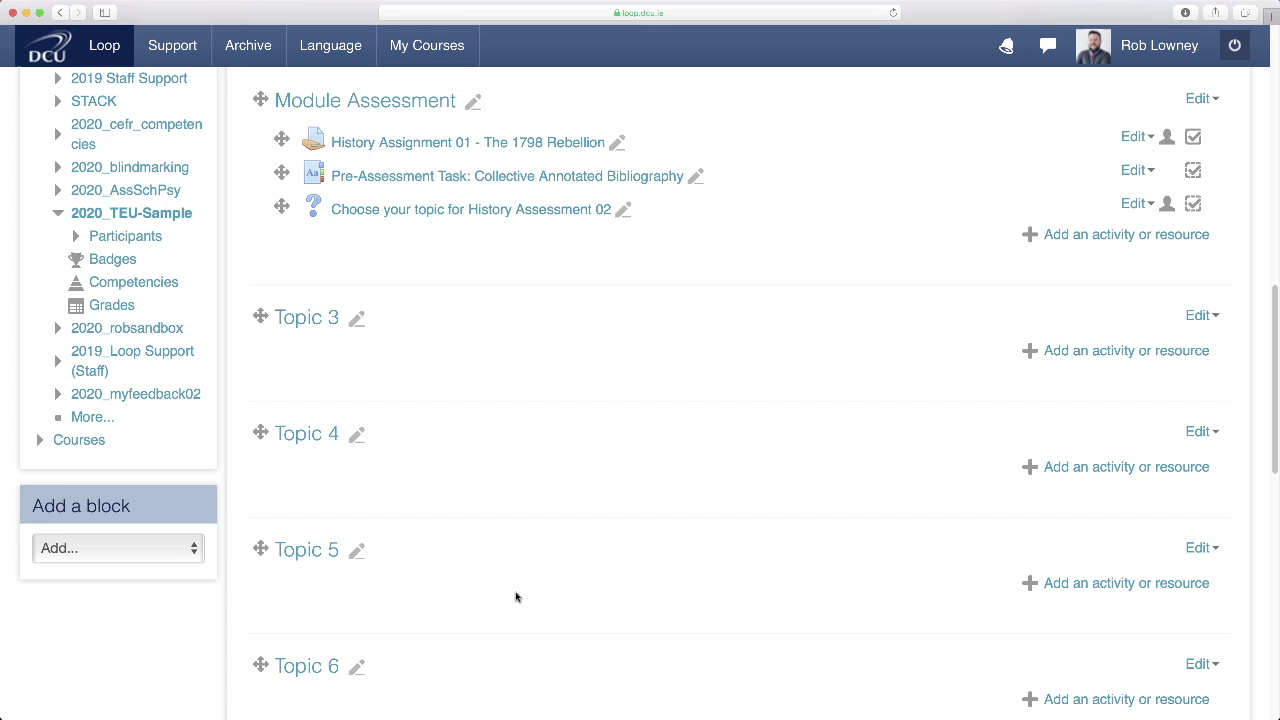 loop.dcu.ie
DCU
Loop
Support
Archive
Language
My Courses
Rob Lowney
2019 Staff Support
STACK
2020_cefr_competen
cies
2020_blindmarking
2020_AssSchPsy
2020_TEU-Sample
Participants
Badges
Competencies
Grades
2020_robsandbox
2019_Loop Support
(Staff)
2020_myfeedback02
More...
Courses
Add a block
Add...
Module Assessment
Edit
History Assignment 01 - The 1798 Rebellion
Edit
Aa
Pre-Assessment Task: Collective Annotated Bibliography
Edit
Choose your topic for History Assessment 02
Edit
Add an activity or resource
Topic 3
Edit
Add an activity or resource
Topic 4
Edit
Add an activity or resource
Topic 5
Edit
Add an activity or resource
Topic 6
Edit
Add an activity or resource